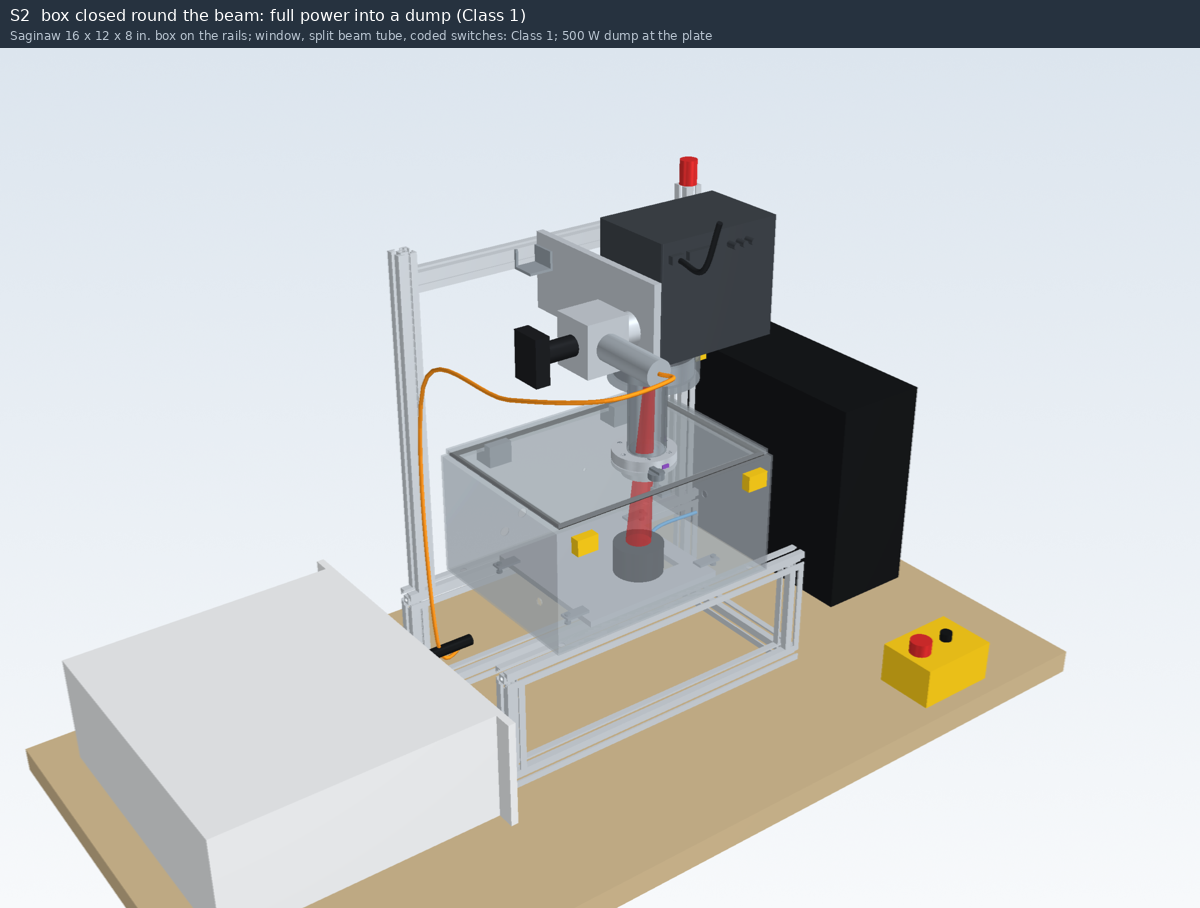 S2 box closed round the beam: full power into a dump (Class 1)
Saginaw 16 x 12 x 8 in. box on the rails; window, split beam tube, coded switches: Class 1; 500 W dump at the plate